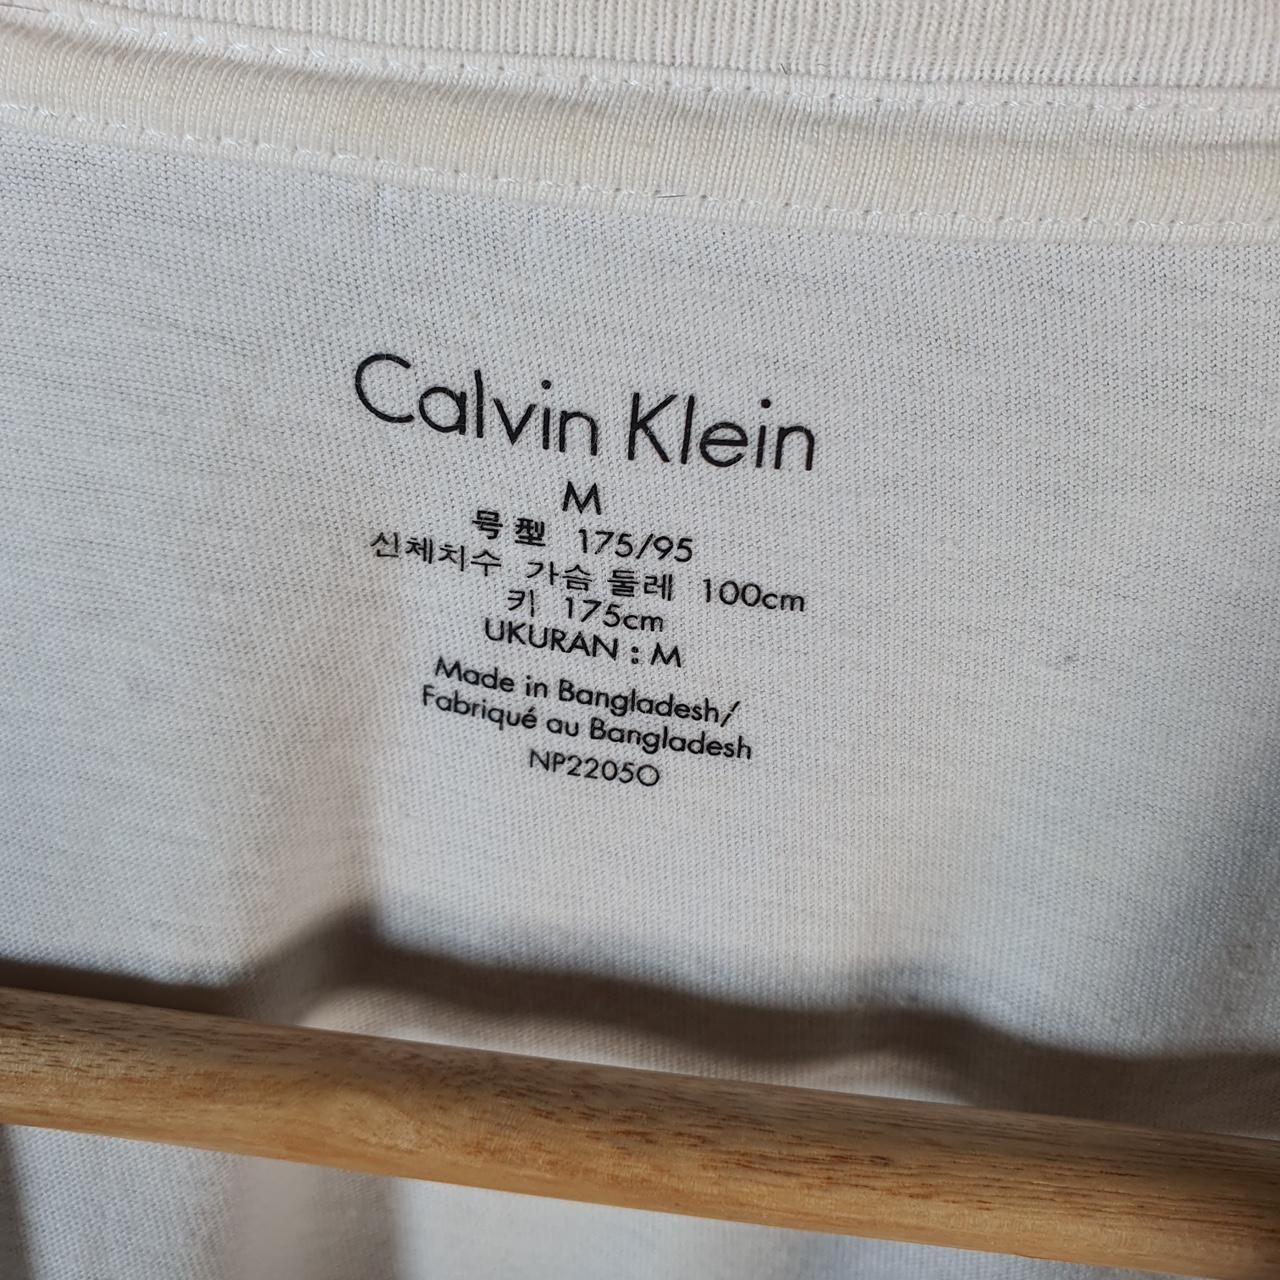 Calvin Klein
M
号型 175/95
신체치수 가슴 둘레 100cm
키 175cm
UKURAN : M
Made in Bangladesh/
Fabriqué au Bangladesh
NP2205O